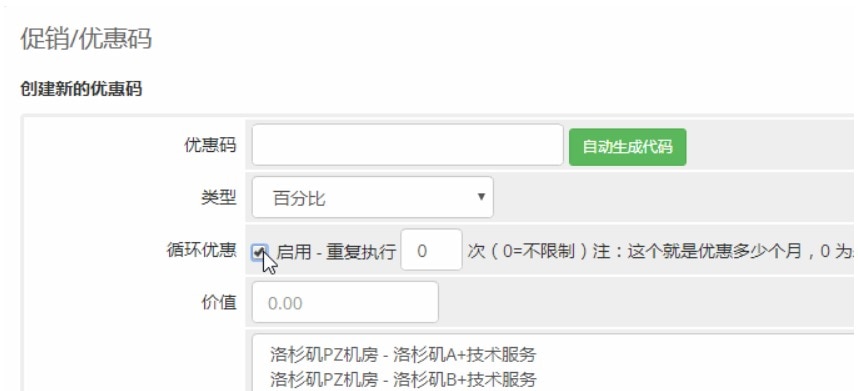 促销/优惠码
创建新的优惠码
优惠码 自动生成代码
类型 百分比
循环优惠 启用 - 重复执行 0 次 ( 0=不限制 ) 注：这个就是优惠多少个月，0 为
价值 0.00
洛杉矶PZ机房 - 洛杉矶A+技术服务
洛杉矶PZ机房 - 洛杉矶B+技术服务